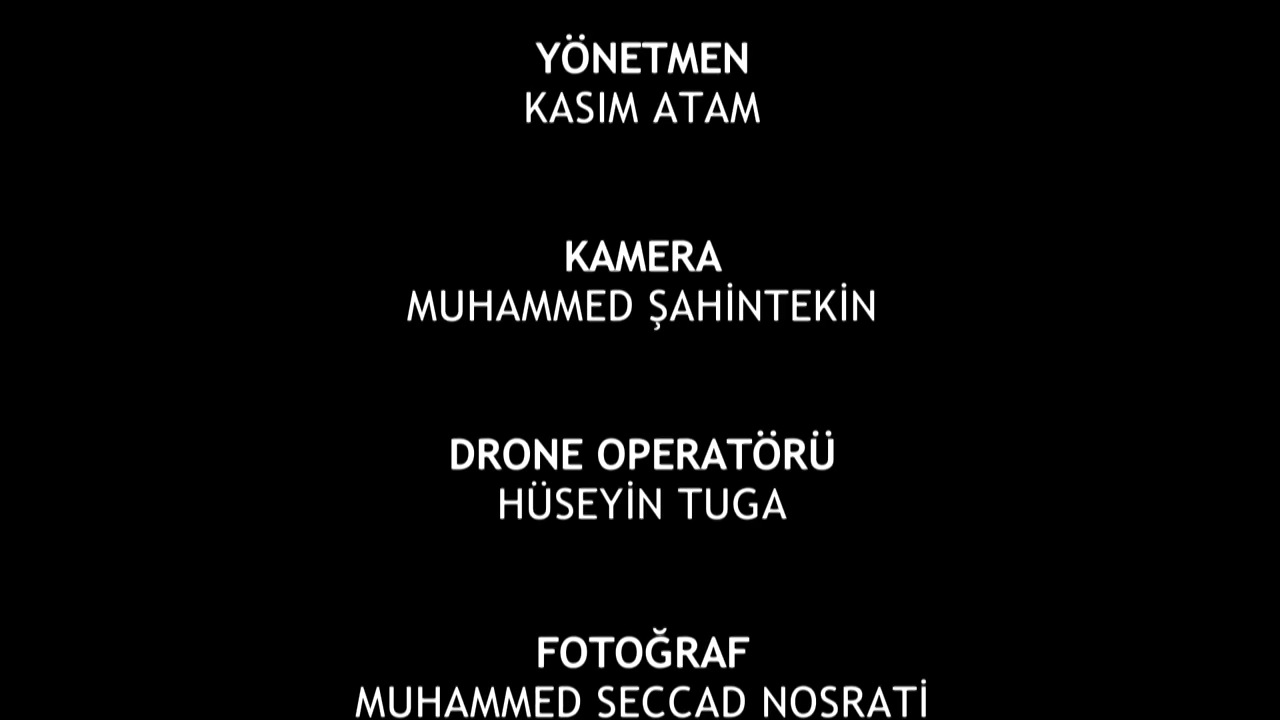 YÖNETMEN
KASIM ATAM
KAMERA
MUHAMMED ŞAHİNTEKİN
DRONE OPERATÖRÜ
HÜSEYİN TUGA
FOTOĞRAF
MUHAMMED SECCAD NOSRATİ